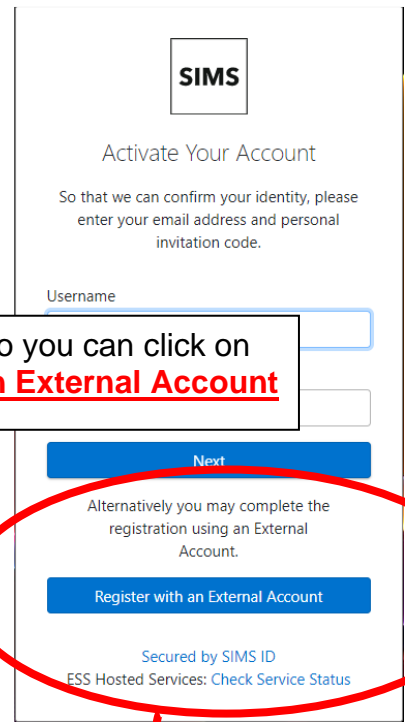 SIMS
Activate Your Account
So that we can confirm your identity, please
enter your email address and personal
invitation code.
Username
you can click on
External Account
Next
Alternatively you may complete the
registration using an External
Account.
Register with an External Account
Secured by SIMS ID
ESS Hosted Services: Check Service Status